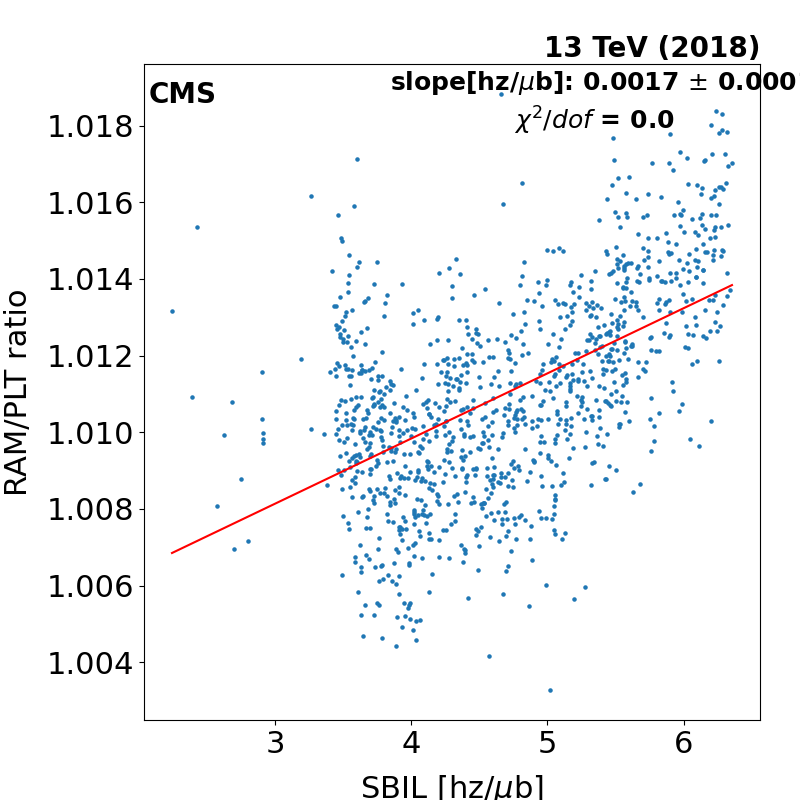 13 TeV (2018)
CMS
slope[hz/μb]: 0.0017 ± 0.000
χ²/dof = 0.0
RAM/PLT ratio
1.018
1.016
1.014
1.012
1.010
1.008
1.006
1.004
3 4 5 6
SBIL [hz/μb]